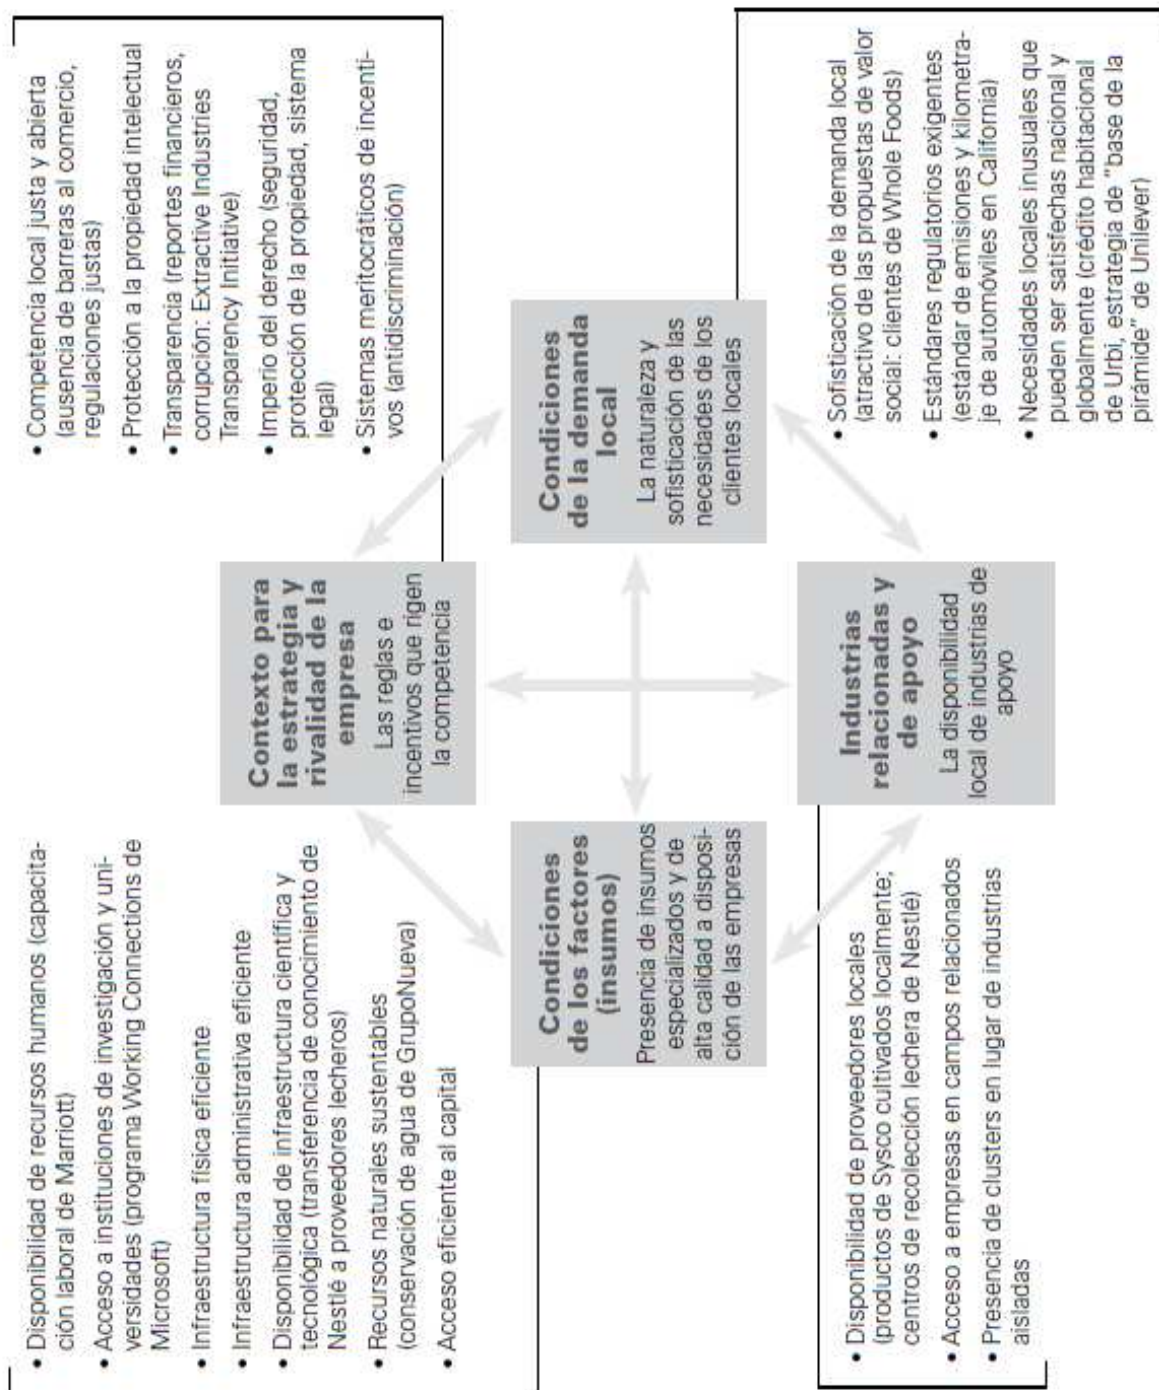 • Disponibilidad de recursos humanos (capacita-
ción laboral de Marriott)
• Acceso a instituciones de investigación y uni-
versidades (programa Working Connections de
Microsoft)
• Infraestructura física eficiente
• Infraestructura administrativa eficiente
• Disponibilidad de infraestructura científica y
tecnológica (transferencia de conocimiento de
Nestlé a proveedores lecheros)
• Recursos naturales sustentables
(conservación de agua de GrupoNueva)
• Acceso eficiente al capital
• Competencia local justa y abierta
(ausencia de barreras al comercio,
regulaciones justas)
• Protección a la propiedad intelectual
• Transparencia (reportes financieros,
corrupción: Extractive Industries
Transparency Initiative)
• Imperio del derecho (seguridad,
protección de la propiedad, sistema
legal)
• Sistemas meritocráticos de incenti-
vos (antidiscriminación)
Contexto para
la estrategia y
rivalidad de la
empresa
Las reglas e
incentivos que rigen
la competencia
Condiciones
de los factores
(insumos)
Presencia de insumos
especializados y de
alta calidad a disposi-
ción de las empresas
Condiciones
de la demanda
local
La naturaleza y
sofisticación de las
necesidades de los
clientes locales
Industrias
relacionadas y
de apoyo
La disponibilidad
local de industrias de
apoyo
• Disponibilidad de proveedores locales
(productos de Sysco cultivados localmente;
centros de recolección lechera de Nestlé)
• Acceso a empresas en campos relacionados
• Presencia de clusters en lugar de industrias
aisladas
• Sofisticación de la demanda local
(atractivo de las propuestas de valor
social: clientes de Whole Foods)
• Estándares regulatorios exigentes
(estándar de emisiones y kilometra-
je de automóviles en California)
• Necesidades locales inusuales que
pueden ser satisfechas nacional y
globalmente (crédito habitacional
de Urbi, estrategia de "base de la
pirámide" de Unilever)